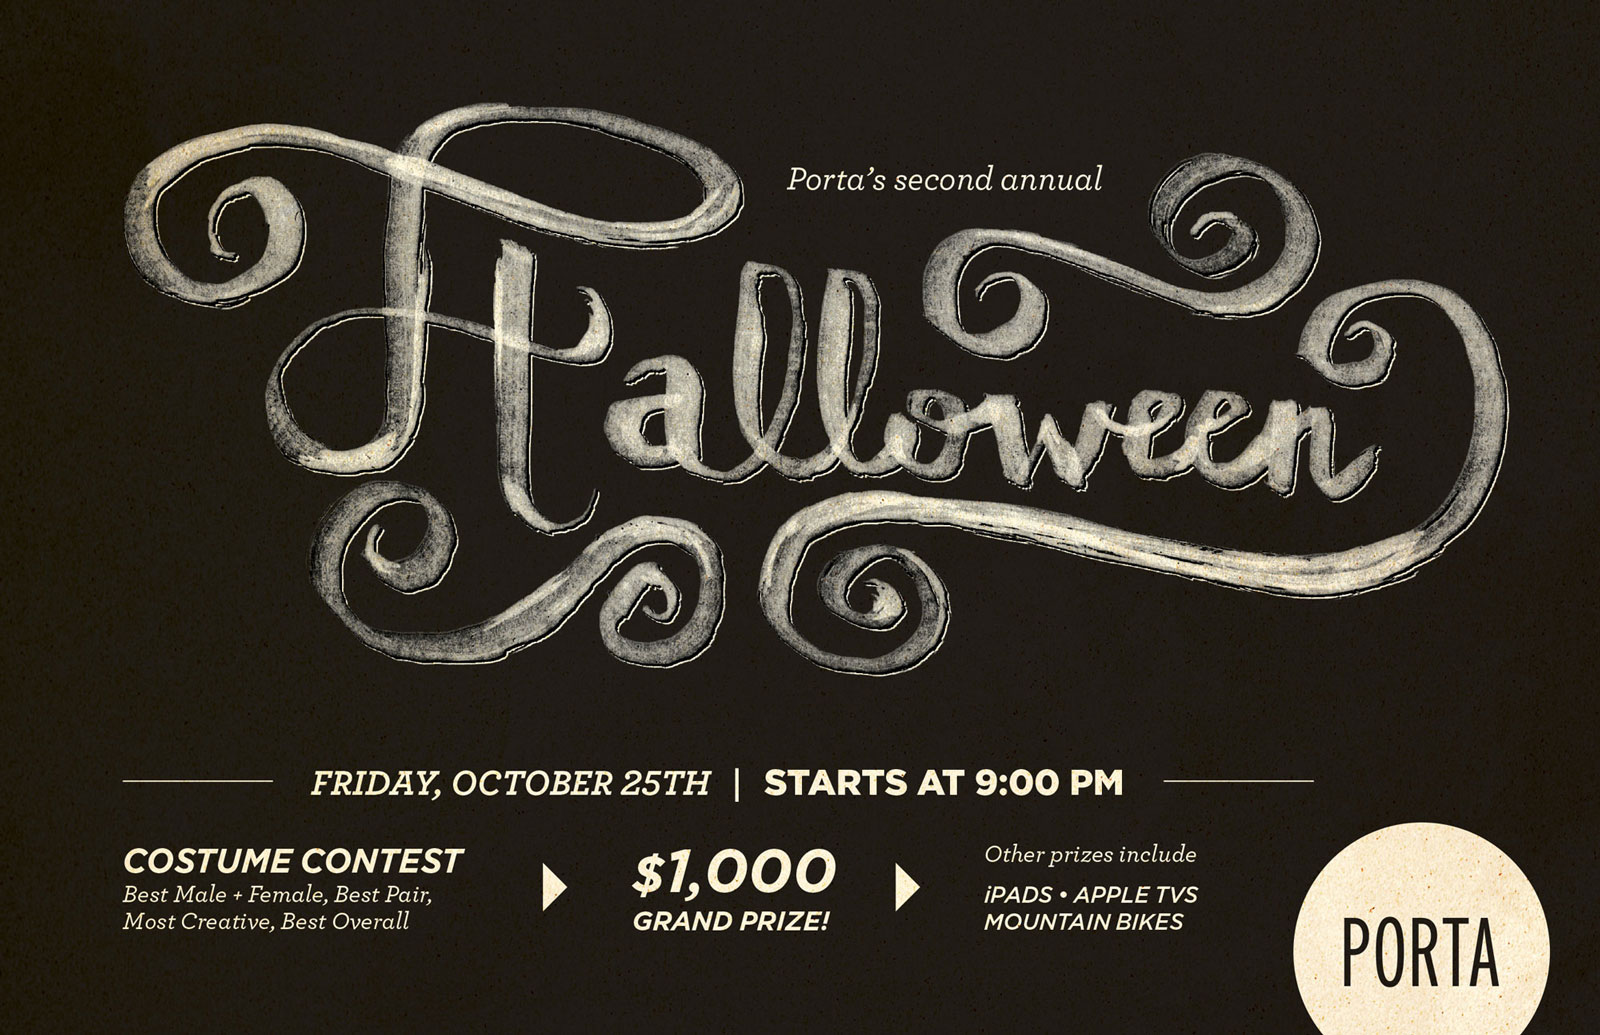 Porta's second annual
Halloween
FRIDAY, OCTOBER 25TH | STARTS AT 9:00 PM
COSTUME CONTEST
Best Male + Female, Best Pair,
Most Creative, Best Overall
$1,000
GRAND PRIZE!
Other prizes include
iPADS • APPLE TVS
MOUNTAIN BIKES
PORTA